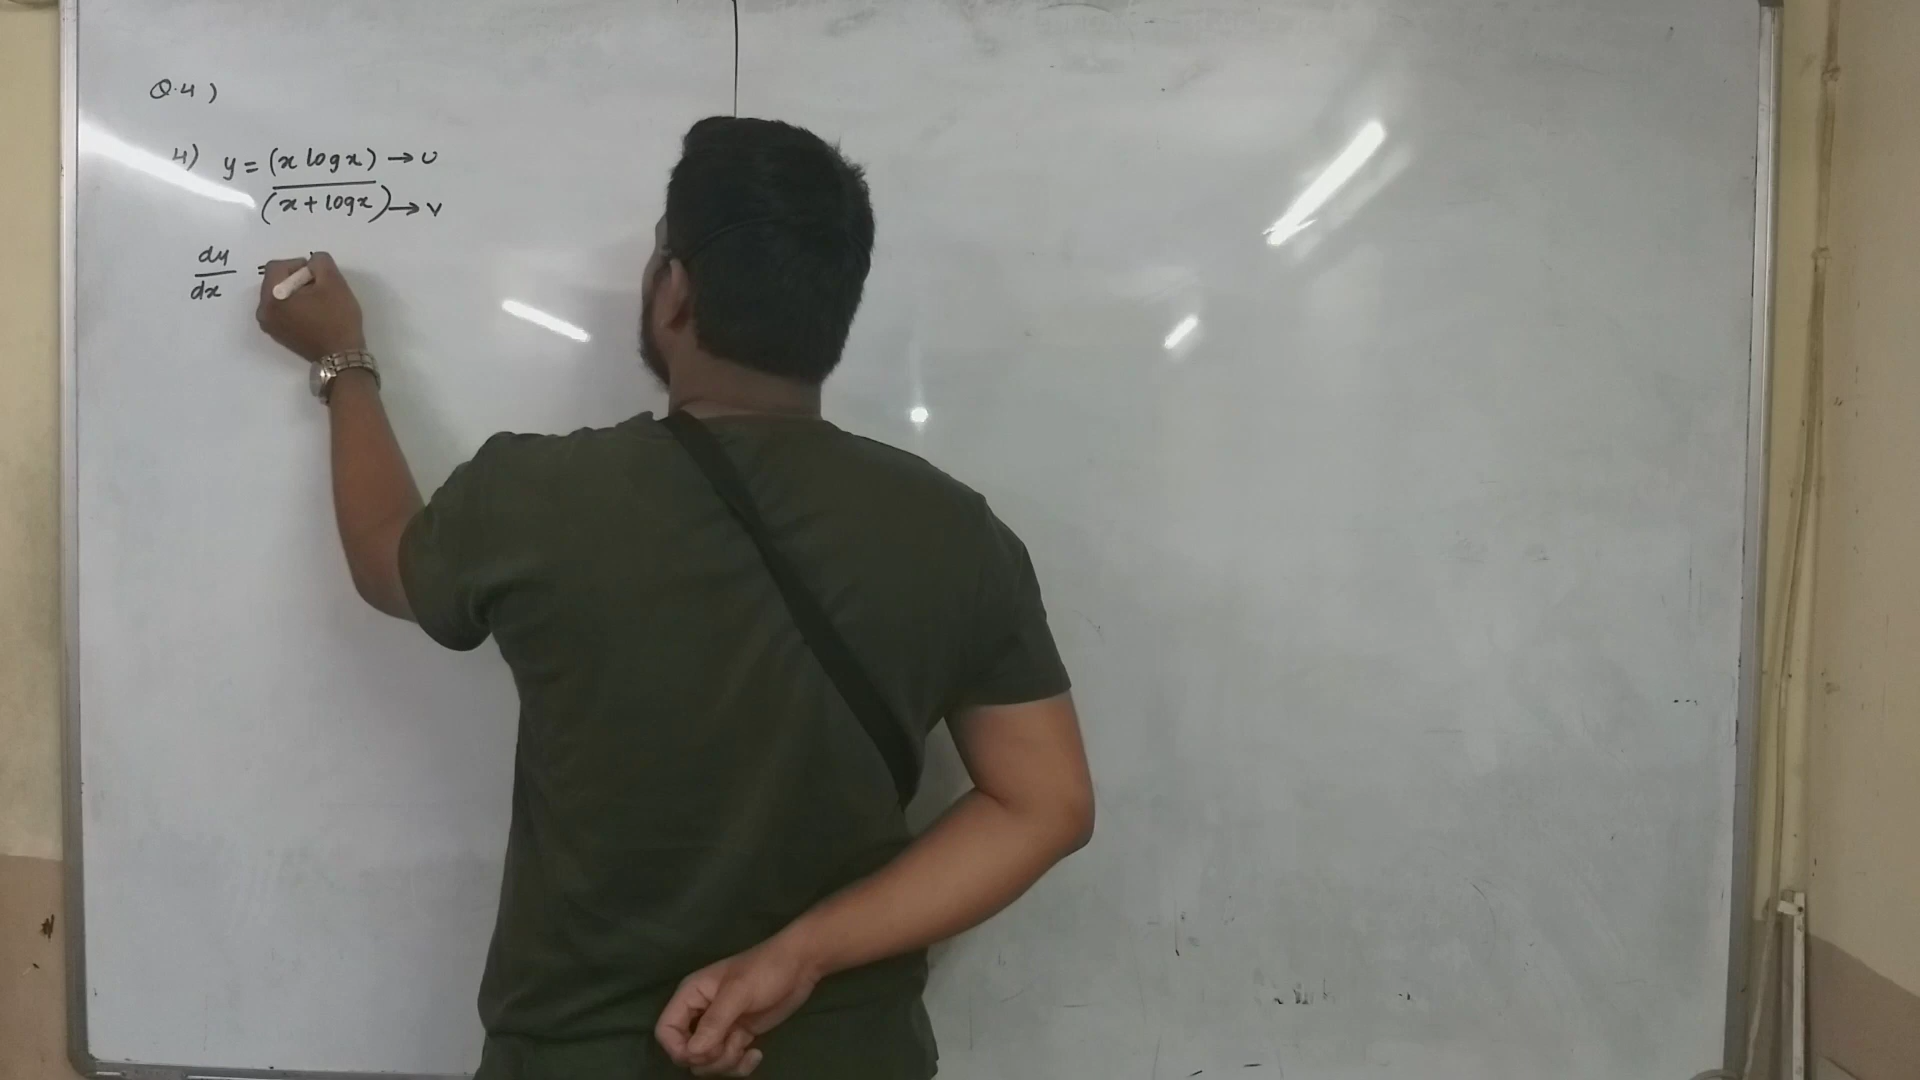 Q.4)
4) y = (x log x) → U
(x + log x) → V
dy
dx =